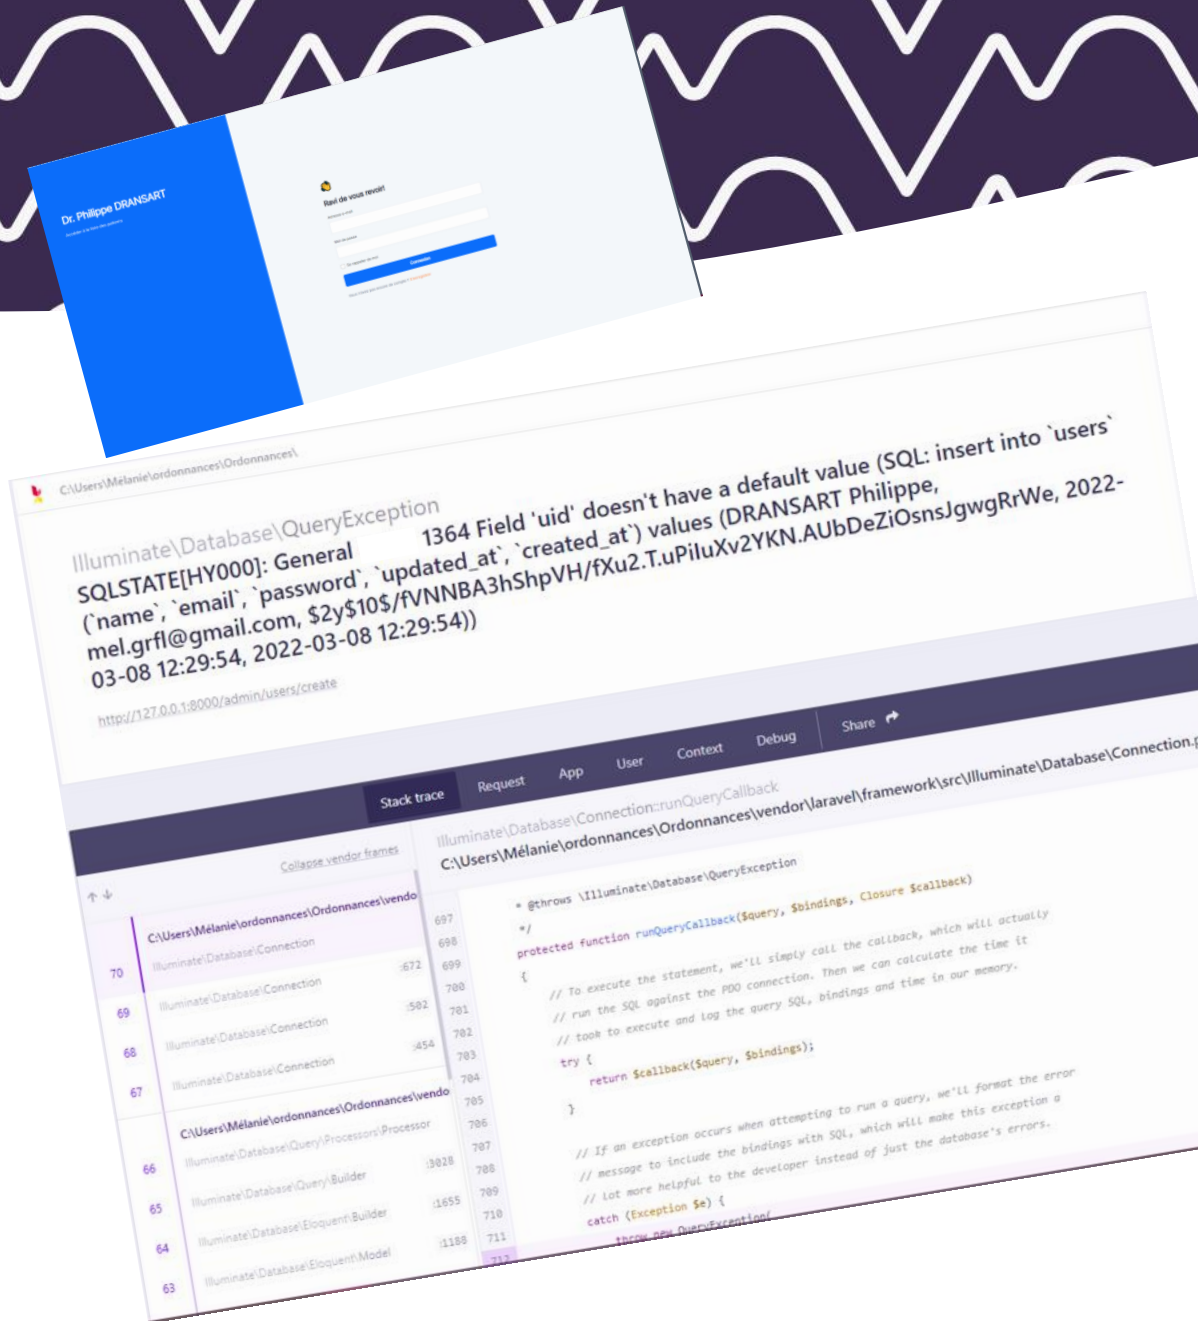 Dr. Philippe DRANSART
Ravi de vous revoir!
Connexion
C:\Users\Mélanie\ordonnances\Ordonnances\
Illuminate\Database\QueryException
SQLSTATE[HY000]: General 1364 Field 'uid' doesn't have a default value (SQL: insert into `users`
(`name`, `email`, `password`, `updated_at`, `created_at`) values (DRANSART Philippe,
mel.grfl@gmail.com, $2y$10$/fVNNBA3hShpVH/fXu2.T.uPiluXv2YKN.AUbDeZiOsnsJgwgRrWe, 2022-
03-08 12:29:54, 2022-03-08 12:29:54))
http://127.0.0.1:8000/admin/users/create
Stack trace Request App User Context Debug Share
Collapse vendor frames
C:\Users\Mélanie\ordonnances\Ordonnances\vendo
70 Illuminate\Database\Connection
69 Illuminate\Database\Connection :672
68 Illuminate\Database\Connection :502
67 Illuminate\Database\Connection :454
C:\Users\Mélanie\ordonnances\Ordonnances\vendo
66 Illuminate\Database\Query\Processors\Processor
65 Illuminate\Database\Query\Builder :3028
64 Illuminate\Database\Eloquent\Builder :1655
63 Illuminate\Database\Eloquent\Model :1188
Illuminate\Database\Connection::runQueryCallback
C:\Users\Mélanie\ordonnances\Ordonnances\vendor\laravel\framework\src\Illuminate\Database\Connection.p
697 * @throws \Illuminate\Database\QueryException
698 */
699 protected function runQueryCallback($query, $bindings, Closure $callback)
700 {
701 // To execute the statement, we'll simply call the callback, which will actually
702 // run the SQL against the PDO connection. Then we can calculate the time it
703 // took to execute and log the query SQL, bindings and time in our memory.
704 try {
705 return $callback($query, $bindings);
706 }
707
708 // If an exception occurs when attempting to run a query, we'll format the error
709 // message to include the bindings with SQL, which will make this exception a
710 // lot more helpful to the developer instead of just the database's errors.
711 catch (Exception $e) {
712 throw new QueryException(